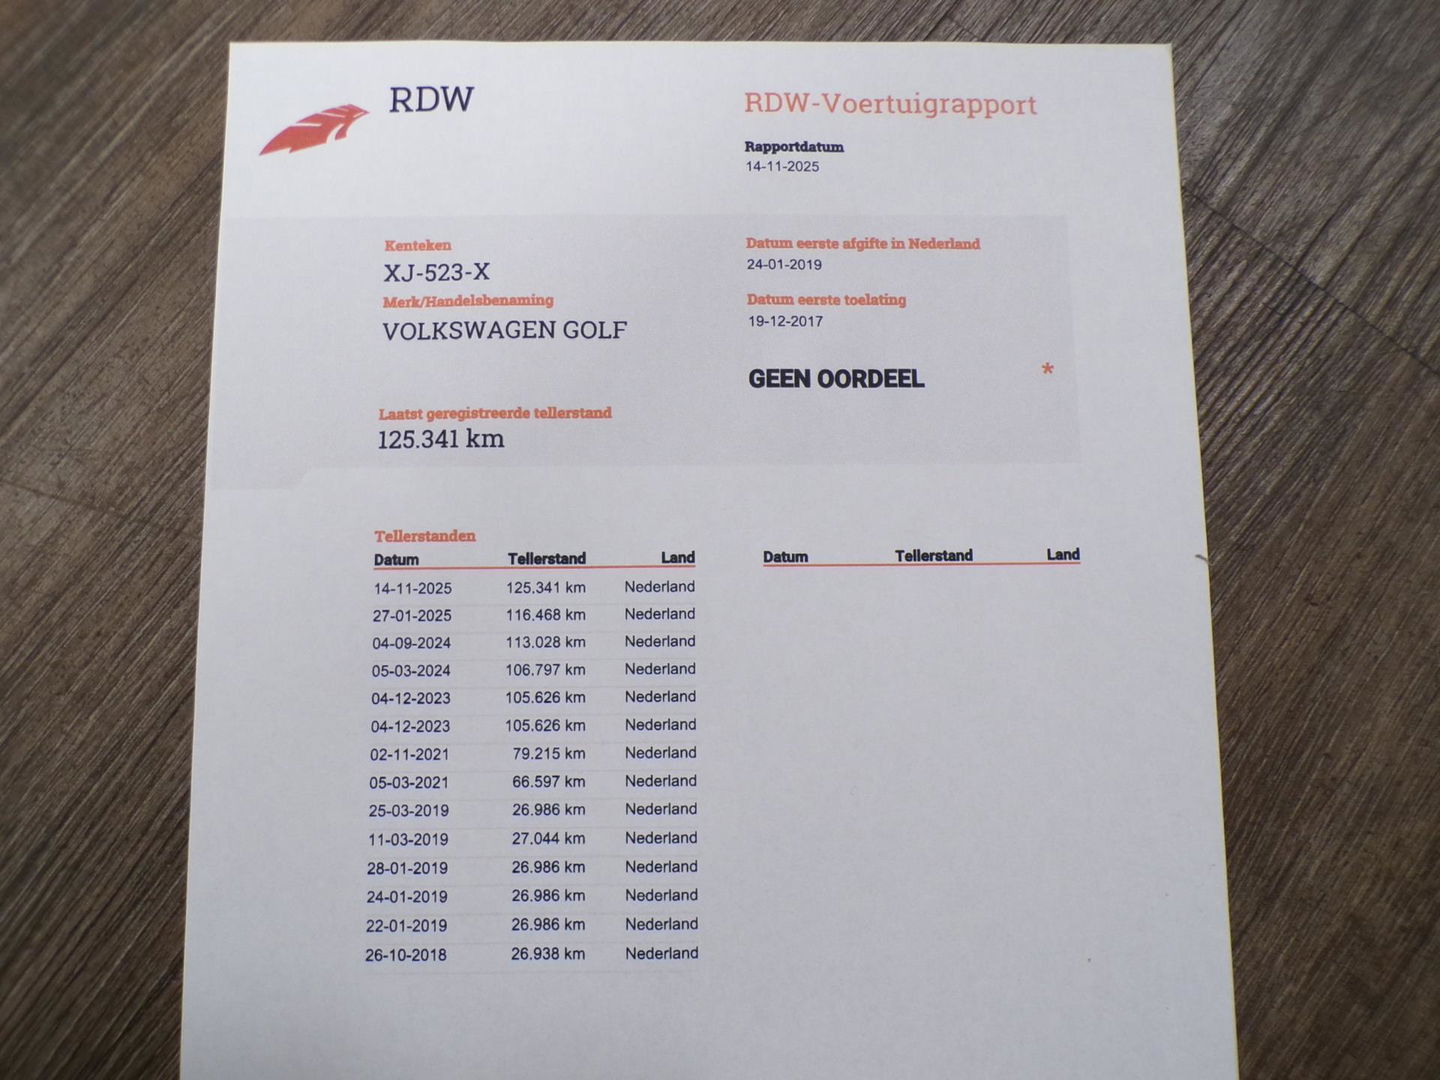 RDW
RDW-Voertuigrapport
Rapportdatum
14-11-2025
Kenteken
XJ-523-X
Merk/Handelsbenaming
VOLKSWAGEN GOLF
Datum eerste afgifte in Nederland
24-01-2019
Datum eerste toelating
19-12-2017
GEEN OORDEEL *
Laatst geregistreerde tellerstand
125.341 km
Tellerstanden
Datum Tellerstand Land Datum Tellerstand Land
14-11-2025 125.341 km Nederland
27-01-2025 116.468 km Nederland
04-09-2024 113.028 km Nederland
05-03-2024 106.797 km Nederland
04-12-2023 105.626 km Nederland
04-12-2023 105.626 km Nederland
02-11-2021 79.215 km Nederland
05-03-2021 66.597 km Nederland
25-03-2019 26.986 km Nederland
11-03-2019 27.044 km Nederland
28-01-2019 26.986 km Nederland
24-01-2019 26.986 km Nederland
22-01-2019 26.986 km Nederland
26-10-2018 26.938 km Nederland